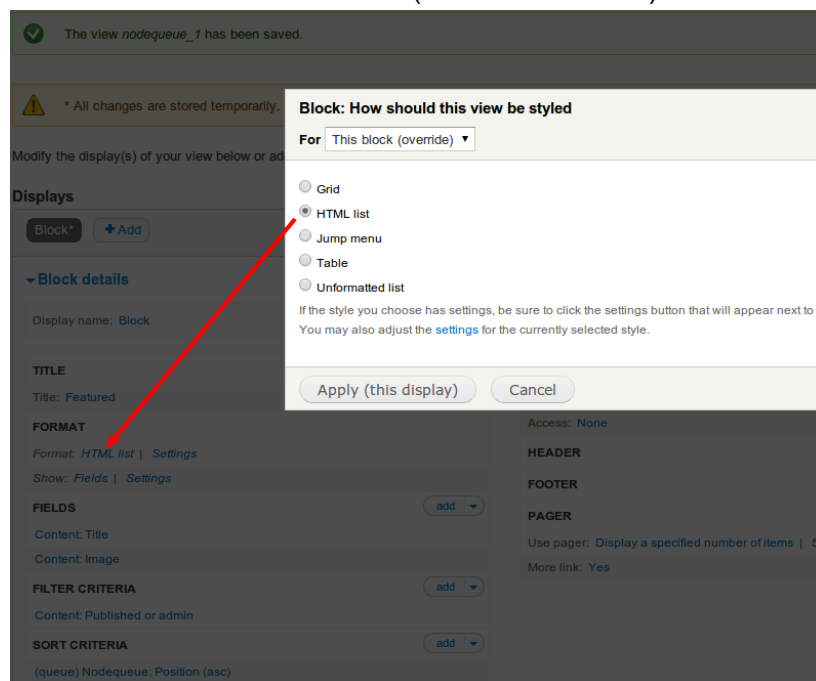 The view nodequeue_1 has been saved.
* All changes are stored temporarily.
Modify the display(s) of your view below or ad
Displays
Block*
+ Add
Block details
Display name: Block
TITLE
Title: Featured
FORMAT
Format: HTML list | Settings
Show: Fields | Settings
FIELDS
add
Content: Title
Content: Image
FILTER CRITERIA
add
Content: Published or admin
SORT CRITERIA
add
(queue) Nodequeue: Position (asc)
Block: How should this view be styled
For This block (override)
Grid
HTML list
Jump menu
Table
Unformatted list
If the style you choose has settings, be sure to click the settings button that will appear next to
You may also adjust the settings for the currently selected style.
Apply (this display)
Cancel
Access: None
HEADER
FOOTER
PAGER
Use pager: Display a specified number of items |
More link: Yes